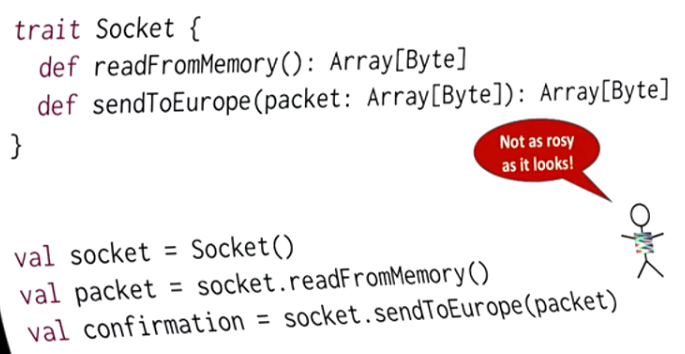 trait Socket {
def readFromMemory(): Array[Byte]
def sendToEurope(packet: Array[Byte]): Array[Byte]
}
Not as rosy
as it looks!
val socket = Socket()
val packet = socket.readFromMemory()
val confirmation = socket.sendToEurope(packet)